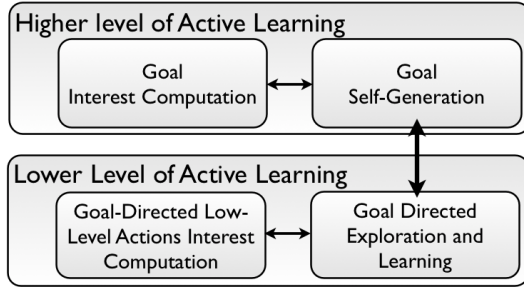 Higher level of Active Learning
Goal
Interest Computation
Goal
Self-Generation
Lower Level of Active Learning
Goal-Directed Low-
Level Actions Interest
Computation
Goal Directed
Exploration and
Learning